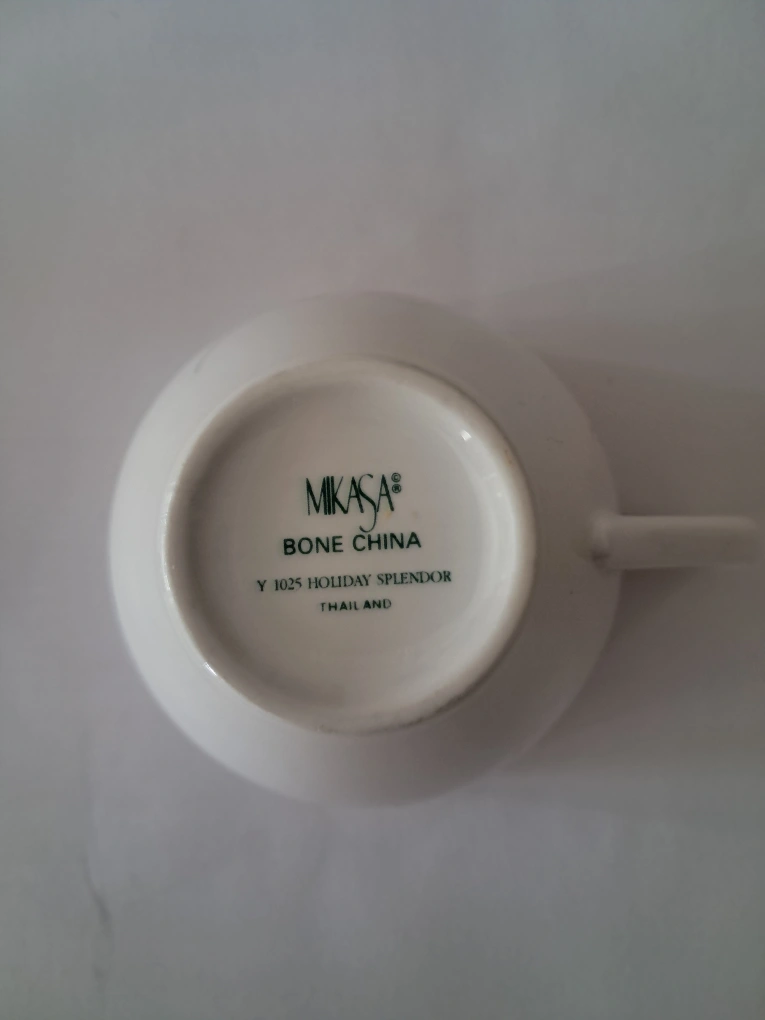 MIKASA©®
BONE CHINA
Y 1025 HOLIDAY SPLENDOR
THAILAND